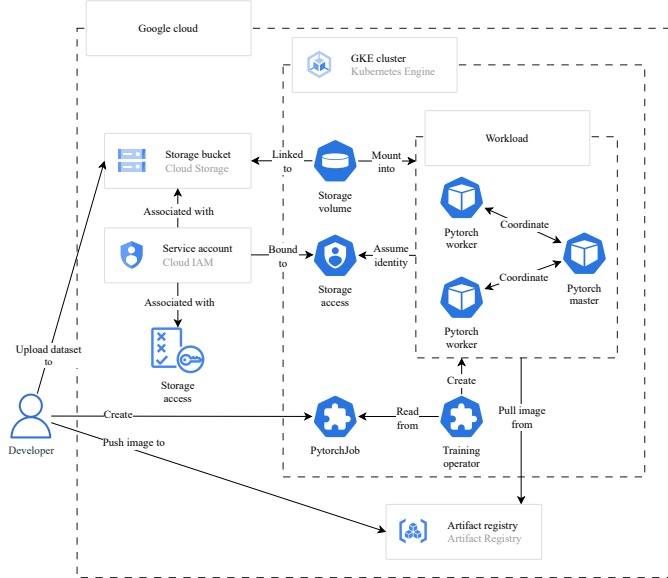 Google cloud
GKE cluster
Kubernetes Engine
Workload
Storage bucket
Cloud Storage
Linked
to
Storage
volume
Mount
into
Pytorch
worker
Coordinate
Associated with
Service account
Cloud IAM
Bound
to
Storage
access
Assume
identity
Coordinate
Pytorch
master
Pytorch
worker
Associated with
Storage
access
Upload dataset
to
Developer
Create
Push image to
PytorchJob
Read
from
Create
Training
operator
Pull image
from
Artifact registry
Artifact Registry